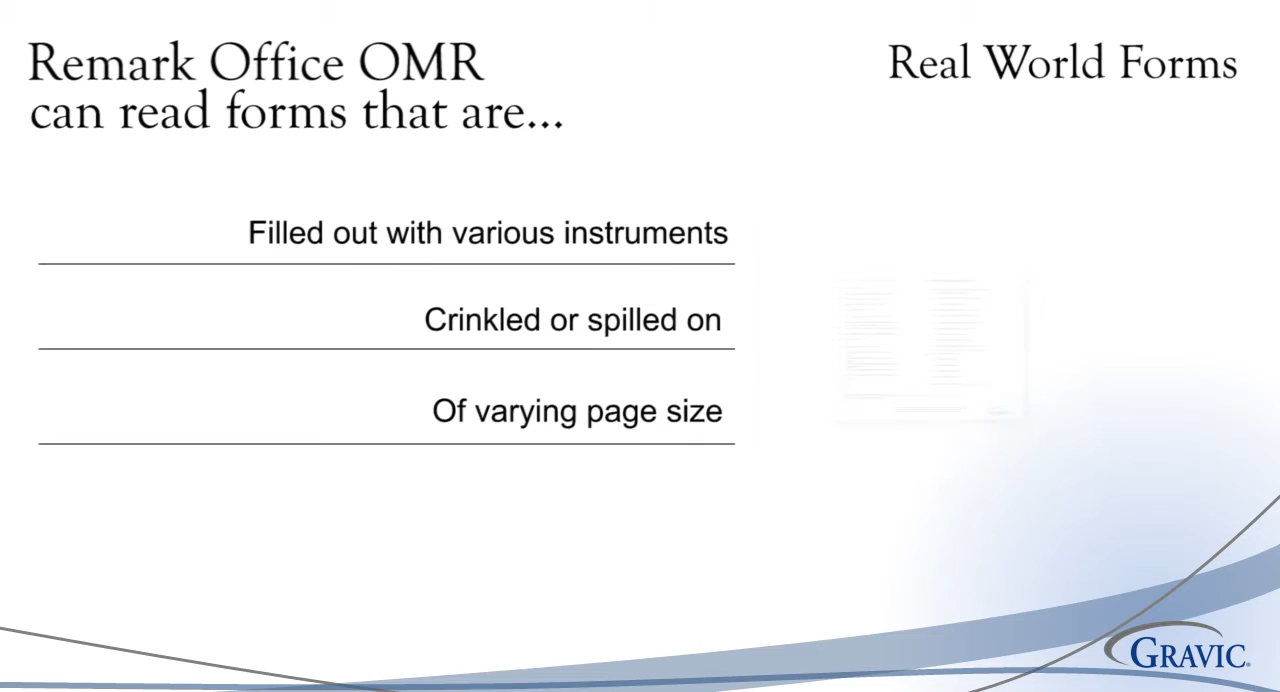 Remark Office OMR
can read forms that are...
Real World Forms
Filled out with various instruments
Crinkled or spilled on
Of varying page size
GRAVIC®